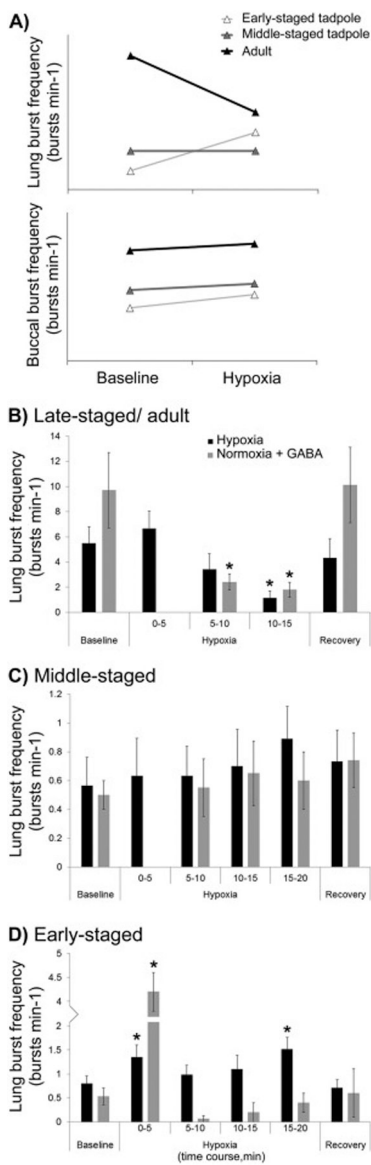 A)
Early-staged tadpole
Middle-staged tadpole
Adult
Lung burst frequency
(bursts min-1)
Buccal burst frequency
(bursts min-1)
Baseline Hypoxia
B) Late-staged/ adult
Hypoxia
Normoxia + GABA
Lung burst frequency
(bursts min-1)
14
12
10
8
6
4
2
0
0-5 5-10 10-15
Baseline Hypoxia Recovery
C) Middle-staged
Lung burst frequency
(bursts min-1)
1.2
1
0.8
0.6
0.4
0.2
0
0-5 5-10 10-15 15-20
Baseline Hypoxia Recovery
D) Early-staged
Lung burst frequency
(bursts min-1)
5
4
2
1.5
1
0.5
0
* * * * * *
0-5 5-10 10-15 15-20
Baseline Hypoxia Recovery
(time course,min)